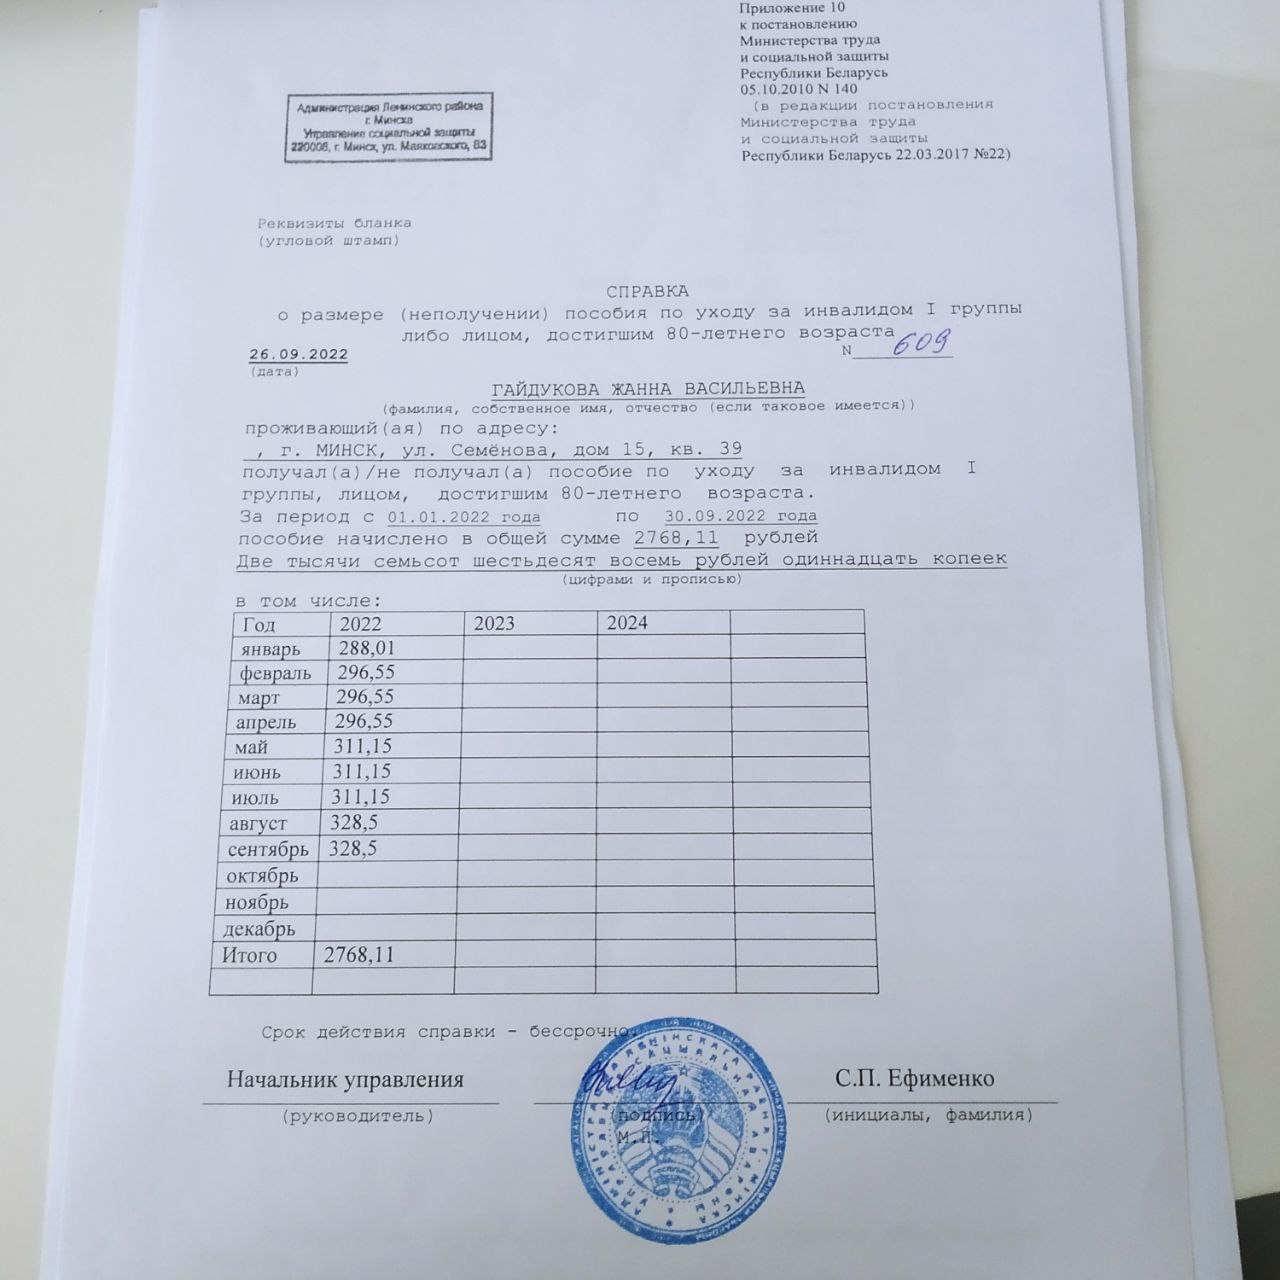 Приложение 10
к постановлению
Министерства труда
и социальной защиты
Республики Беларусь
05.10.2010 N 140
(в редакции постановления
Министерства труда
и социальной защиты
Республики Беларусь 22.03.2017 №22)
Администрация Ленинского района
г. Минска
Управление социальной защиты
220006, г. Минск, ул. Маяковского, 83
Реквизиты бланка
(угловой штамп)
СПРАВКА
о размере (неполучении) пособия по уходу за инвалидом I группы
либо лицом, достигшим 80-летнего возраста
26.09.2022 N 609
(дата)
ГАЙДУКОВА ЖАННА ВАСИЛЬЕВНА
(фамилия, собственное имя, отчество (если таковое имеется))
проживающий(ая) по адресу:
, г. МИНСК, ул. Семёнова, дом 15, кв. 39
получал(а)/не получал(а) пособие по уходу за инвалидом I
группы, лицом, достигшим 80-летнего возраста.
За период с 01.01.2022 года по 30.09.2022 года
пособие начислено в общей сумме 2768,11 рублей
Две тысячи семьсот шестьдесят восемь рублей одиннадцать копеек
(цифрами и прописью)
в том числе:
Год 2022 2023 2024
январь 288,01
февраль 296,55
март 296,55
апрель 296,55
май 311,15
июнь 311,15
июль 311,15
август 328,5
сентябрь 328,5
октябрь
ноябрь
декабрь
Итого 2768,11
Срок действия справки - бессрочно.
Начальник управления С.П. Ефименко
(руководитель) (подпись) (инициалы, фамилия)
М.П.